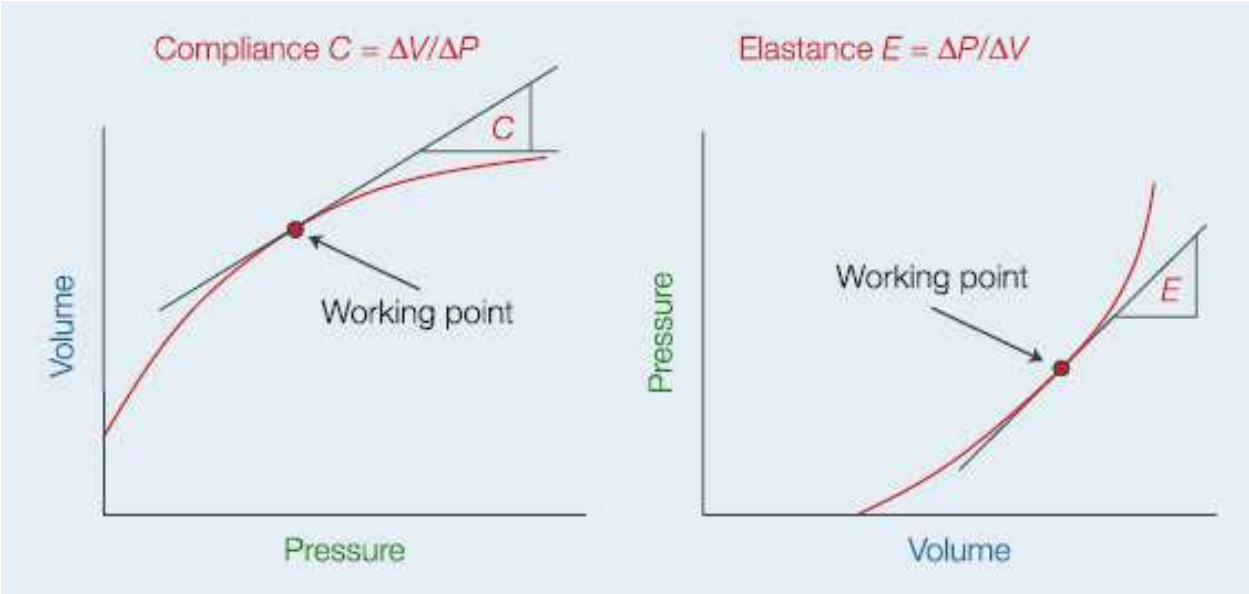 Compliance C = ΔV/ΔP
C
Working point
Volume
Pressure
Elastance E = ΔP/ΔV
Working point
E
Pressure
Volume